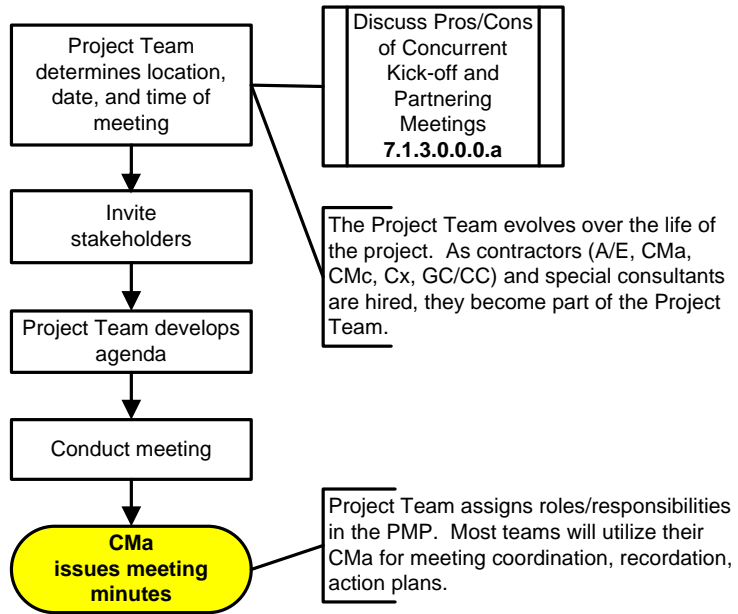 Project Team
determines location,
date, and time of
meeting
Discuss Pros/Cons
of Concurrent
Kick-off and
Partnering
Meetings
7.1.3.0.0.0.a
Invite
stakeholders
The Project Team evolves over the life of
the project.  As contractors (A/E, CMa,
CMc, Cx, GC/CC) and special consultants
are hired, they become part of the Project
Team.
Project Team develops
agenda
Conduct meeting
CMa
issues meeting
minutes
Project Team assigns roles/responsibilities
in the PMP.  Most teams will utilize their
CMa for meeting coordination, recordation,
action plans.